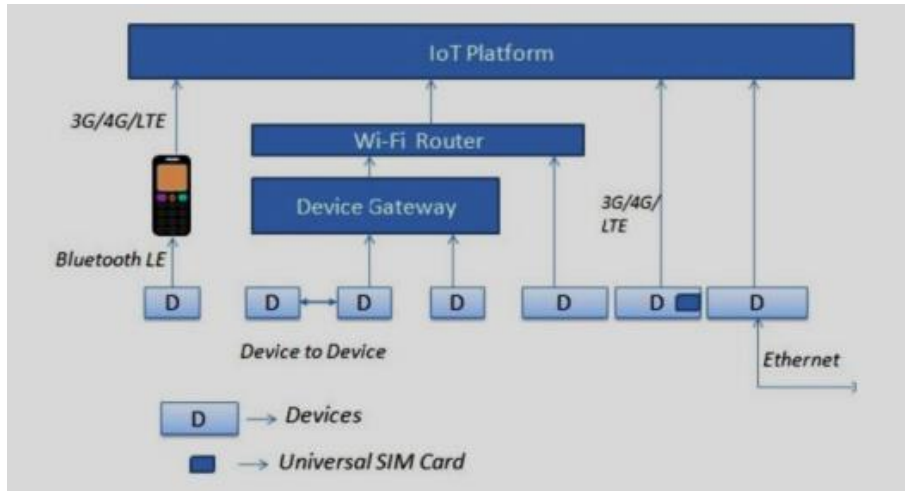 IoT Platform
3G/4G/LTE
Wi-Fi Router
Device Gateway
3G/4G/
LTE
Bluetooth LE
D
D
D
D
D
D
D
Device to Device
Ethernet
D
Devices
Universal SIM Card